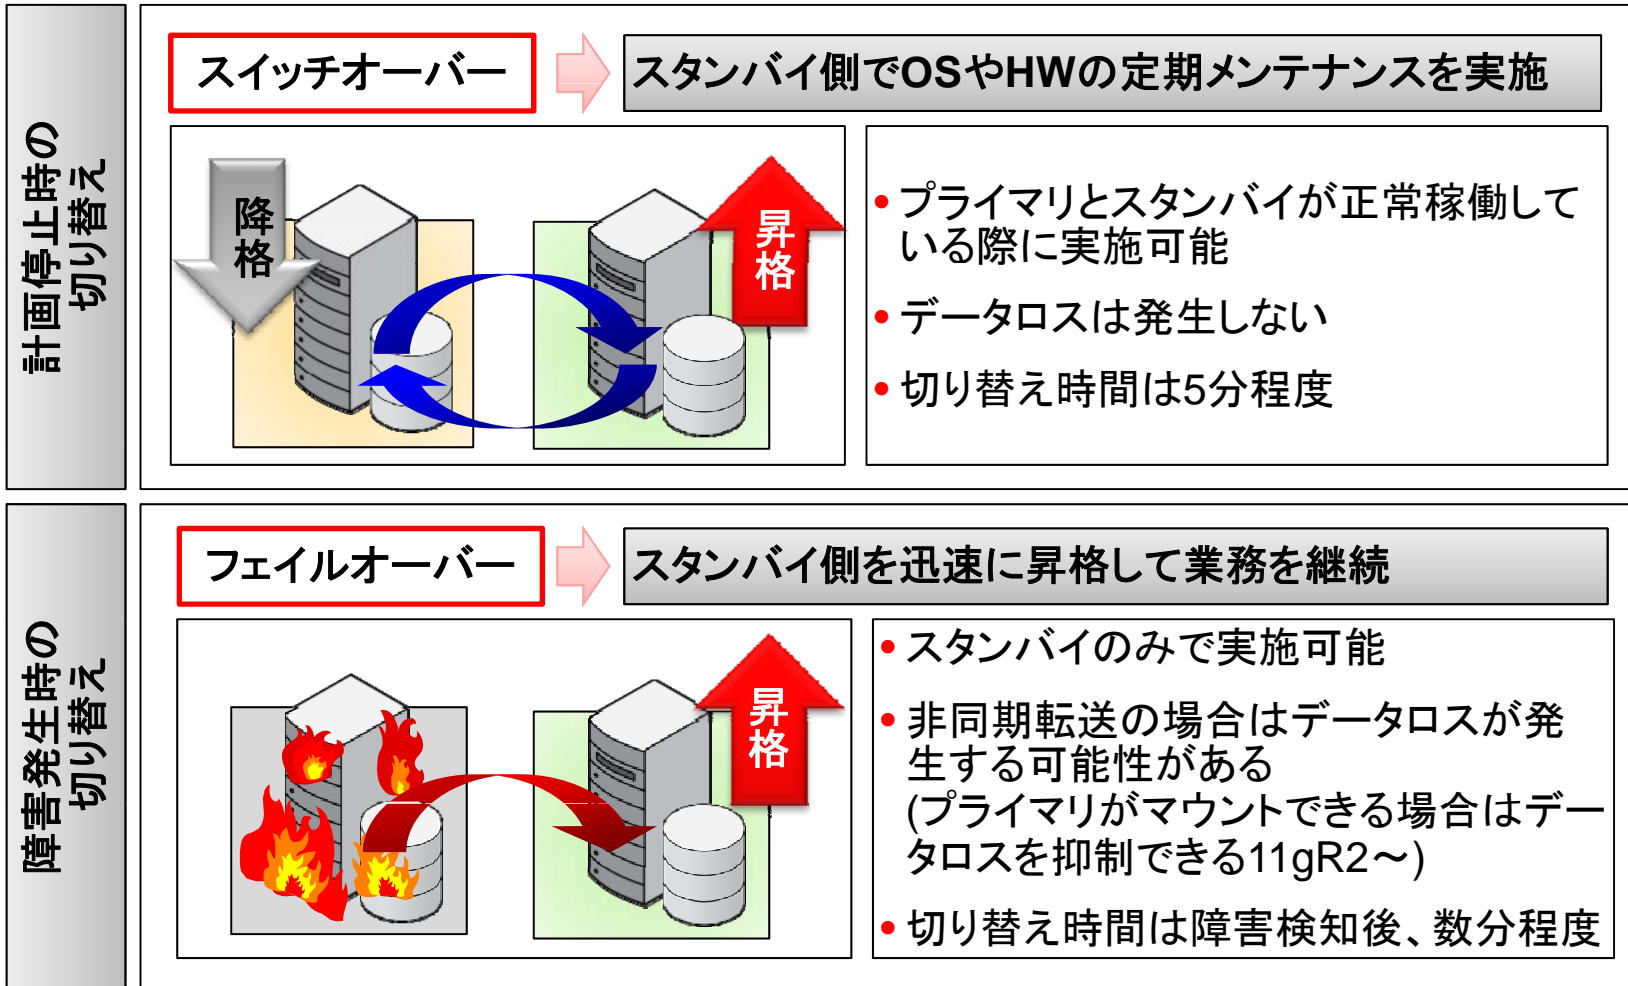 計画停止時の
切り替え
スイッチオーバー
スタンバイ側でOSやHWの定期メンテナンスを実施
降
格
昇
格
•プライマリとスタンバイが正常稼働して
いる際に実施可能
•データロスは発生しない
•切り替え時間は5分程度
障害発生時の
切り替え
フェイルオーバー
スタンバイ側を迅速に昇格して業務を継続
昇
格
•スタンバイのみで実施可能
•非同期転送の場合はデータロスが発
生する可能性がある
(プライマリがマウントできる場合はデー
タロスを抑制できる11gR2～)
•切り替え時間は障害検知後、数分程度